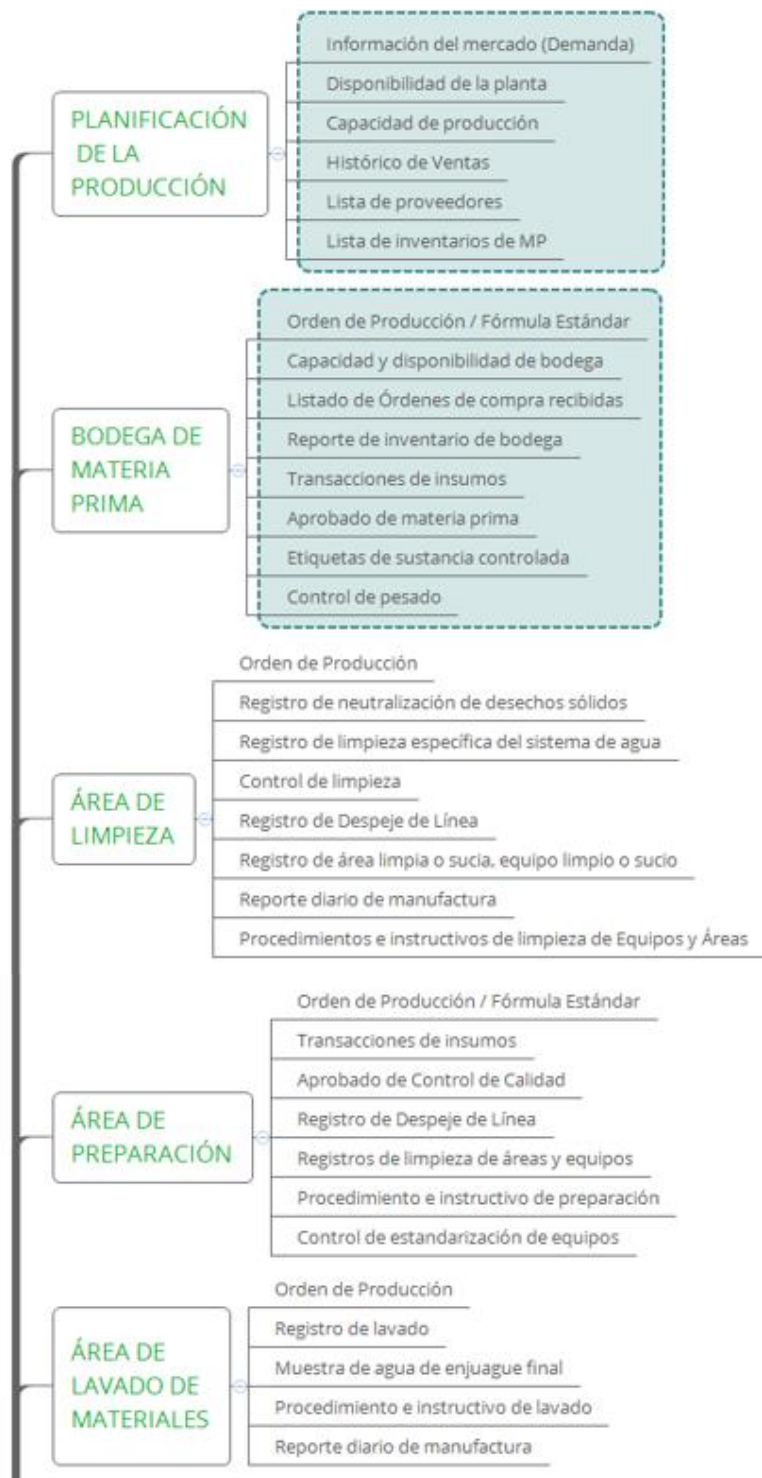 PLANIFICACIÓN
DE LA
PRODUCCIÓN
Información del mercado (Demanda)
Disponibilidad de la planta
Capacidad de producción
Histórico de Ventas
Lista de proveedores
Lista de inventarios de MP
BODEGA DE
MATERIA
PRIMA
Orden de Producción / Fórmula Estándar
Capacidad y disponibilidad de bodega
Listado de Órdenes de compra recibidas
Reporte de inventario de bodega
Transacciones de insumos
Aprobado de materia prima
Etiquetas de sustancia controlada
Control de pesado
ÁREA DE
LIMPIEZA
Orden de Producción
Registro de neutralización de desechos sólidos
Registro de limpieza específica del sistema de agua
Control de limpieza
Registro de Despeje de Línea
Registro de área limpia o sucia, equipo limpio o sucio
Reporte diario de manufactura
Procedimientos e instructivos de limpieza de Equipos y Áreas
ÁREA DE
PREPARACIÓN
Orden de Producción / Fórmula Estándar
Transacciones de insumos
Aprobado de Control de Calidad
Registro de Despeje de Línea
Registros de limpieza de áreas y equipos
Procedimiento e instructivo de preparación
Control de estandarización de equipos
ÁREA DE
LAVADO DE
MATERIALES
Orden de Producción
Registro de lavado
Muestra de agua de enjuague final
Procedimiento e instructivo de lavado
Reporte diario de manufactura